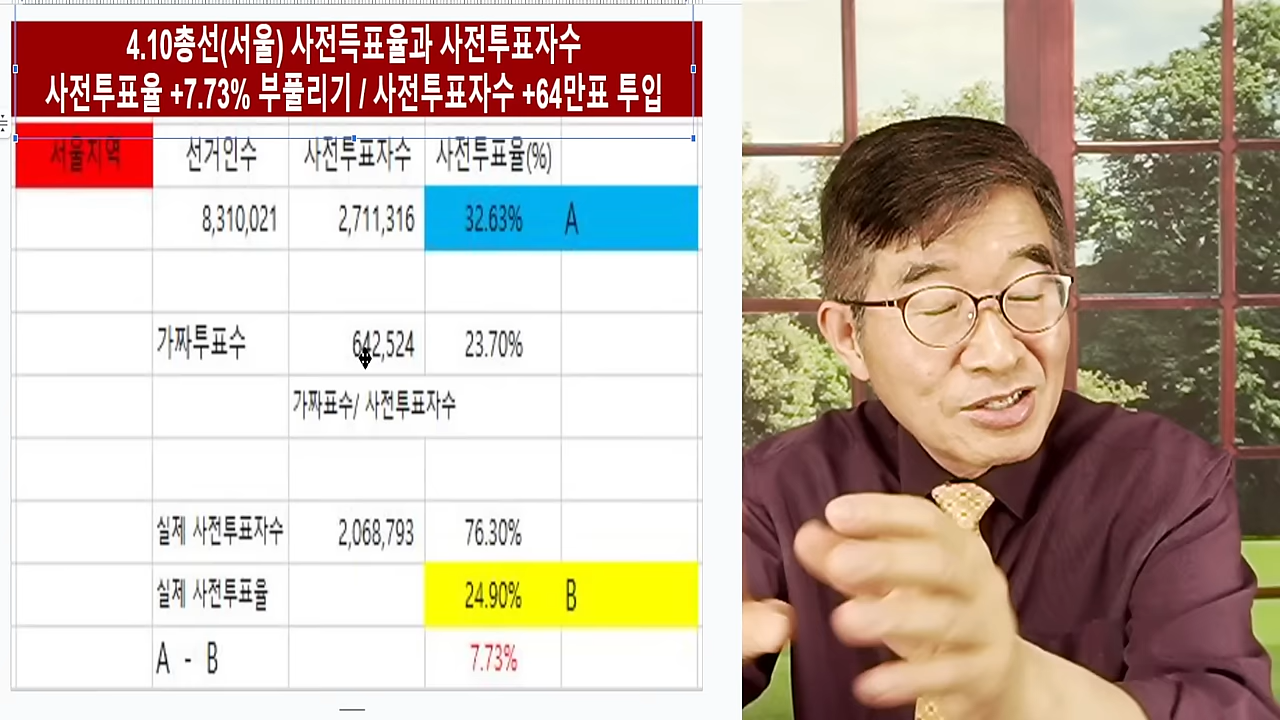 4.10총선(서울) 사전득표율과 사전투표자수
사전투표율 +7.73% 부풀리기 / 사전투표자수 +64만표 투입
서울지역 선거인수 사전투표자수 사전투표율(%)
8,310,021 2,711,316 32.63% A
가짜투표수 642,524 23.70%
가짜표수/ 사전투표자수
실제 사전투표자수 2,068,793 76.30%
실제 사전투표율 24.90% B
A - B 7.73%